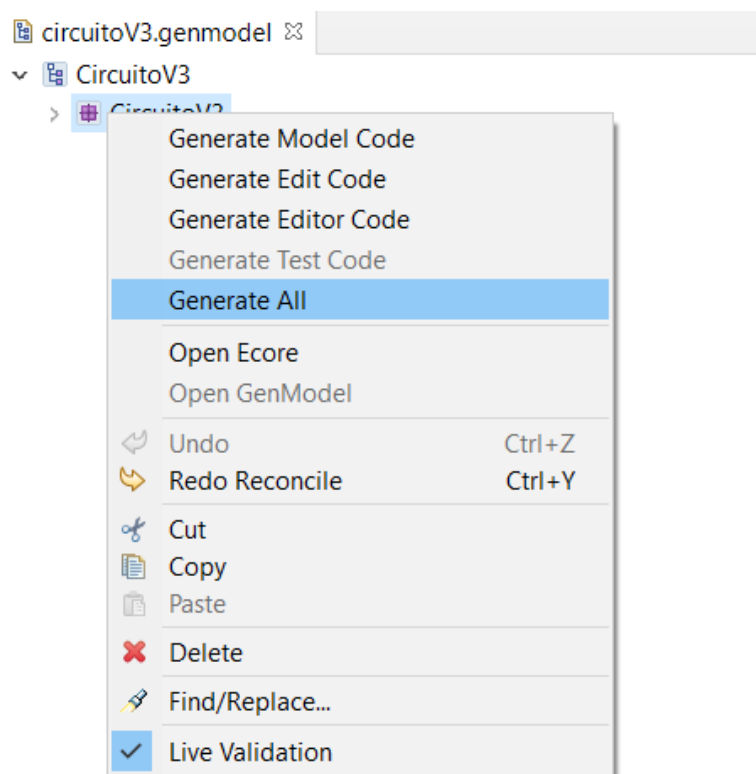 circuitoV3.genmodel
CircuitoV3
CircuitoV3
Generate Model Code
Generate Edit Code
Generate Editor Code
Generate Test Code
Generate All
Open Ecore
Open GenModel
Undo Ctrl+Z
Redo Reconcile Ctrl+Y
Cut
Copy
Paste
Delete
Find/Replace...
Live Validation